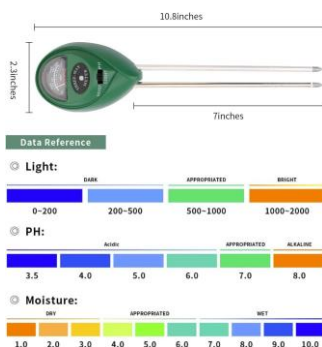 10.8inches
2.3inches
7inches
Data Reference
Light:
DARK APPROPRIATED BRIGHT
0~200 200~500 500~1000 1000~2000
PH:
Acidic APPROPRIATED ALKALINE
3.5 4.0 5.0 6.0 7.0 8.0
Moisture:
DRY APPROPRIATED WET
1.0 2.0 3.0 4.0 5.0 6.0 7.0 8.0 9.0 10.0